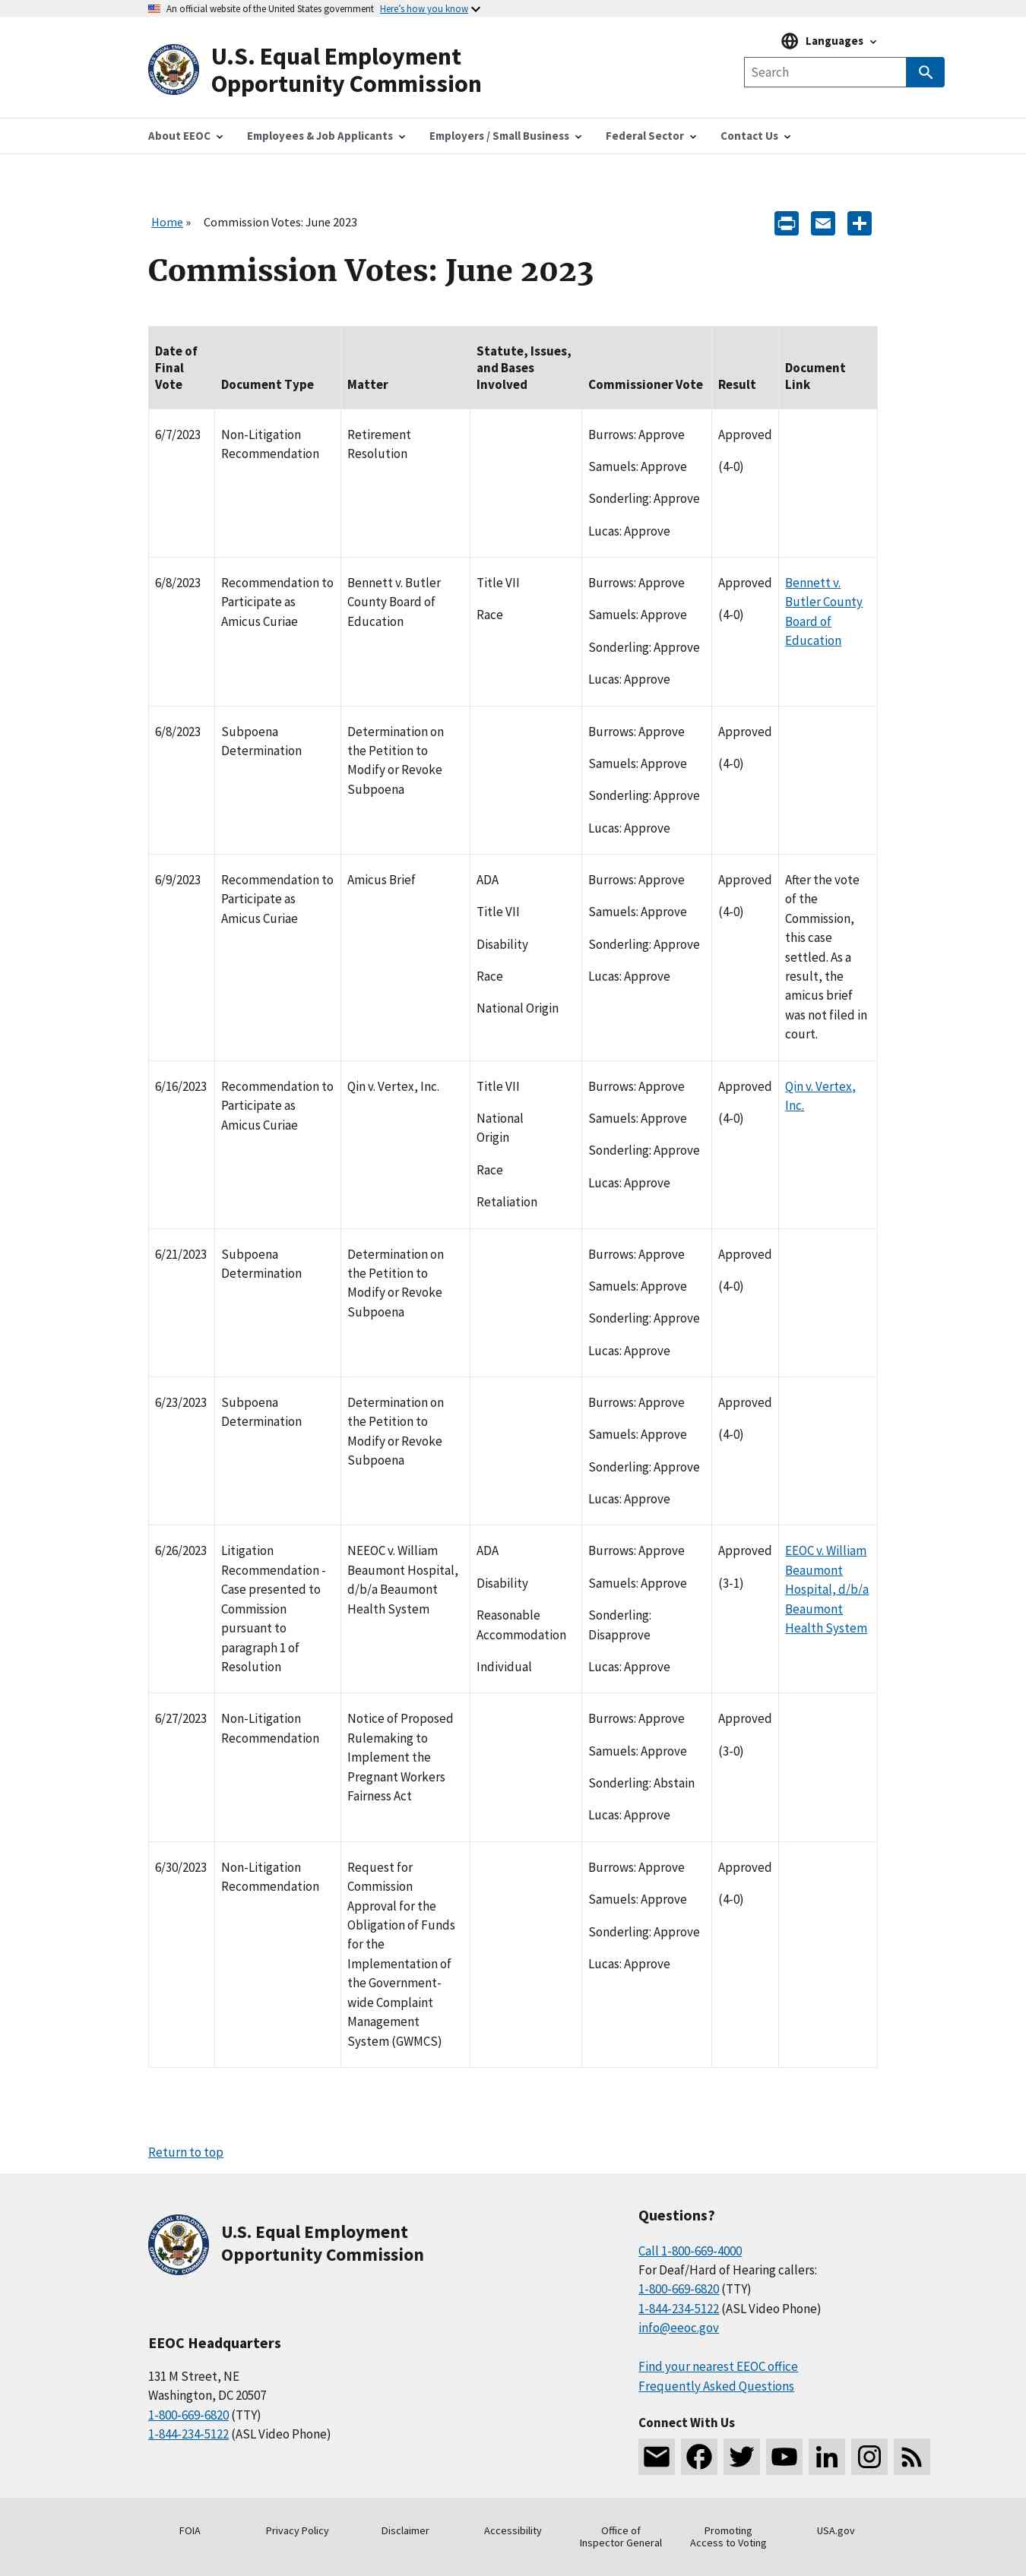 An official website of the United States government Here's how you know
Languages
U.S. Equal Employment
Opportunity Commission
Search
About EEOC
Employees & Job Applicants
Employers / Small Business
Federal Sector
Contact Us
Home » Commission Votes: June 2023
Commission Votes: June 2023
Date of
Final
Vote
Document Type
Matter
Statute, Issues,
and Bases
Involved
Commissioner Vote
Result
Document
Link
6/7/2023
Non-Litigation
Recommendation
Retirement
Resolution
Burrows: Approve
Samuels: Approve
Sonderling: Approve
Lucas: Approve
Approved
(4-0)
6/8/2023
Recommendation to
Participate as
Amicus Curiae
Bennett v. Butler
County Board of
Education
Title VII
Race
Burrows: Approve
Samuels: Approve
Sonderling: Approve
Lucas: Approve
Approved
(4-0)
Bennett v.
Butler County
Board of
Education
6/8/2023
Subpoena
Determination
Determination on
the Petition to
Modify or Revoke
Subpoena
Burrows: Approve
Samuels: Approve
Sonderling: Approve
Lucas: Approve
Approved
(4-0)
6/9/2023
Recommendation to
Participate as
Amicus Curiae
Amicus Brief
ADA
Title VII
Disability
Race
National Origin
Burrows: Approve
Samuels: Approve
Sonderling: Approve
Lucas: Approve
Approved
(4-0)
After the vote
of the
Commission,
this case
settled. As a
result, the
amicus brief
was not filed in
court.
6/16/2023
Recommendation to
Participate as
Amicus Curiae
Qin v. Vertex, Inc.
Title VII
National
Origin
Race
Retaliation
Burrows: Approve
Samuels: Approve
Sonderling: Approve
Lucas: Approve
Approved
(4-0)
Qin v. Vertex,
Inc.
6/21/2023
Subpoena
Determination
Determination on
the Petition to
Modify or Revoke
Subpoena
Burrows: Approve
Samuels: Approve
Sonderling: Approve
Lucas: Approve
Approved
(4-0)
6/23/2023
Subpoena
Determination
Determination on
the Petition to
Modify or Revoke
Subpoena
Burrows: Approve
Samuels: Approve
Sonderling: Approve
Lucas: Approve
Approved
(4-0)
6/26/2023
Litigation
Recommendation -
Case presented to
Commission
pursuant to
paragraph 1 of
Resolution
NEEOC v. William
Beaumont Hospital,
d/b/a Beaumont
Health System
ADA
Disability
Reasonable
Accommodation
Individual
Burrows: Approve
Samuels: Approve
Sonderling:
Disapprove
Lucas: Approve
Approved
(3-1)
EEOC v. William
Beaumont
Hospital, d/b/a
Beaumont
Health System
6/27/2023
Non-Litigation
Recommendation
Notice of Proposed
Rulemaking to
Implement the
Pregnant Workers
Fairness Act
Burrows: Approve
Samuels: Approve
Sonderling: Abstain
Lucas: Approve
Approved
(3-0)
6/30/2023
Non-Litigation
Recommendation
Request for
Commission
Approval for the
Obligation of Funds
for the
Implementation of
the Government-
wide Complaint
Management
System (GWMCS)
Burrows: Approve
Samuels: Approve
Sonderling: Approve
Lucas: Approve
Approved
(4-0)
Return to top
U.S. Equal Employment
Opportunity Commission
EEOC Headquarters
131 M Street, NE
Washington, DC 20507
1-800-669-6820 (TTY)
1-844-234-5122 (ASL Video Phone)
Questions?
Call 1-800-669-4000
For Deaf/Hard of Hearing callers:
1-800-669-6820 (TTY)
1-844-234-5122 (ASL Video Phone)
info@eeoc.gov
Find your nearest EEOC office
Frequently Asked Questions
Connect With Us
FOIA
Privacy Policy
Disclaimer
Accessibility
Office of
Inspector General
Promoting
Access to Voting
USA.gov